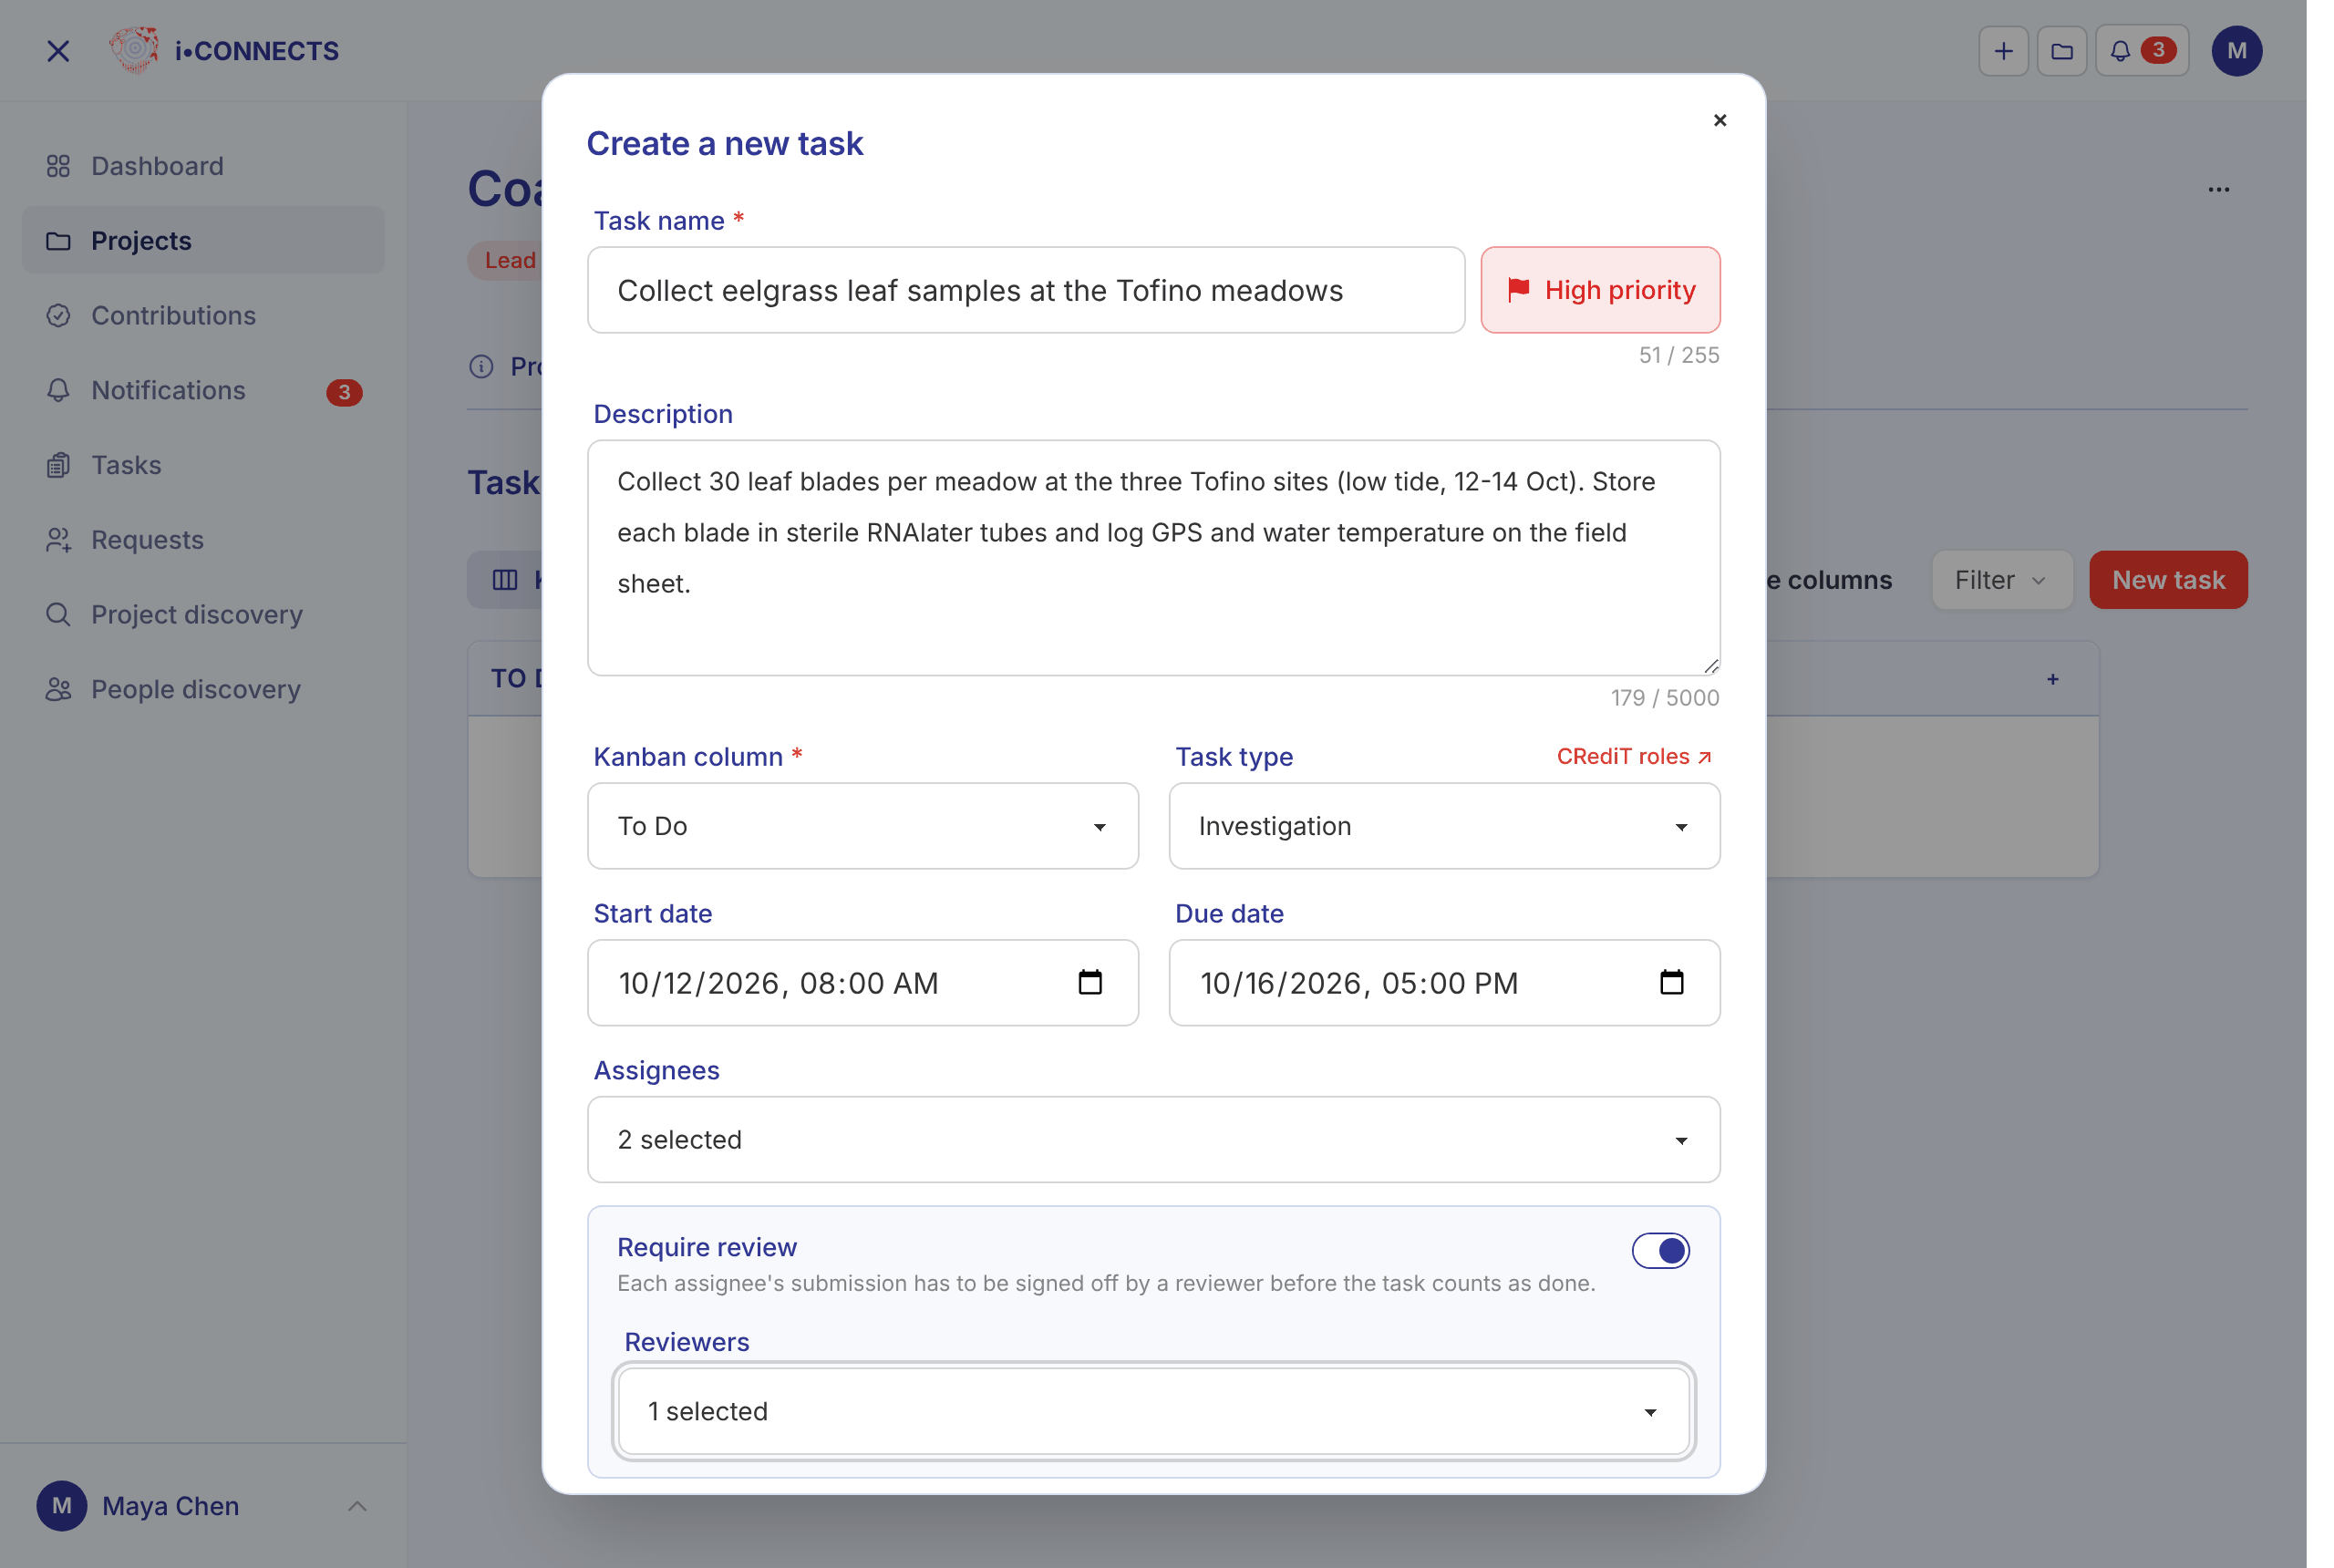 i•CONNECTS
3
M
Dashboard
Projects
Contributions
Notifications
3
Tasks
Requests
Project discovery
People discovery
M
Maya Chen
Lead
Task
e columns
Filter
New task
TO
+
Create a new task
×
Task name *
Collect eelgrass leaf samples at the Tofino meadows
High priority
51 / 255
Description
Collect 30 leaf blades per meadow at the three Tofino sites (low tide, 12-14 Oct). Store
each blade in sterile RNAlater tubes and log GPS and water temperature on the field
sheet.
179 / 5000
Kanban column *
To Do
Task type
CRediT roles ↗
Investigation
Start date
10/12/2026, 08:00 AM
Due date
10/16/2026, 05:00 PM
Assignees
2 selected
Require review
Each assignee's submission has to be signed off by a reviewer before the task counts as done.
Reviewers
1 selected